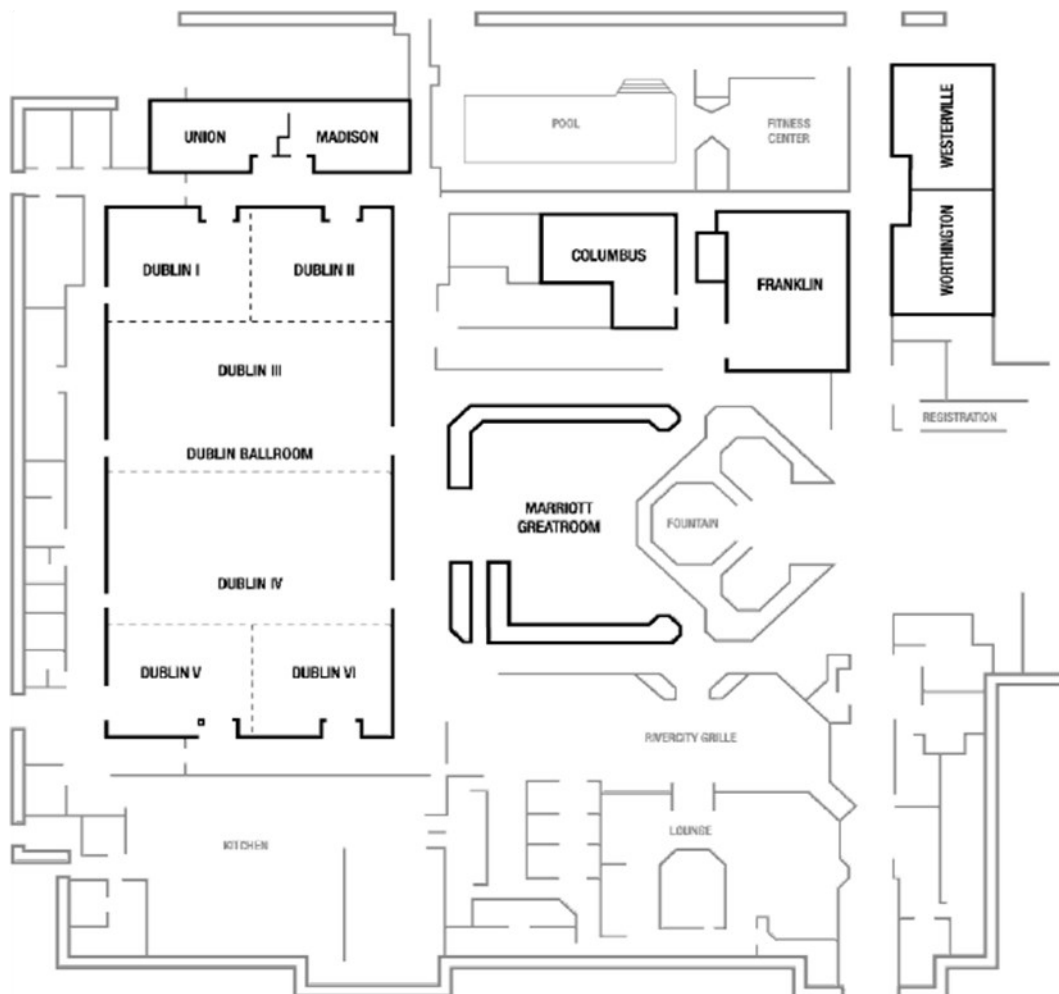 POOL
FITNESS
CENTER
WESTERVILLE
UNION
MADISON
COLUMBUS
FRANKLIN
WORTHINGTON
DUBLIN I
DUBLIN II
DUBLIN III
DUBLIN BALLROOM
REGISTRATION
MARRIOTT
GREATROOM
FOUNTAIN
DUBLIN IV
DUBLIN V
DUBLIN VI
RIVERCITY GRILLE
KITCHEN
LOUNGE